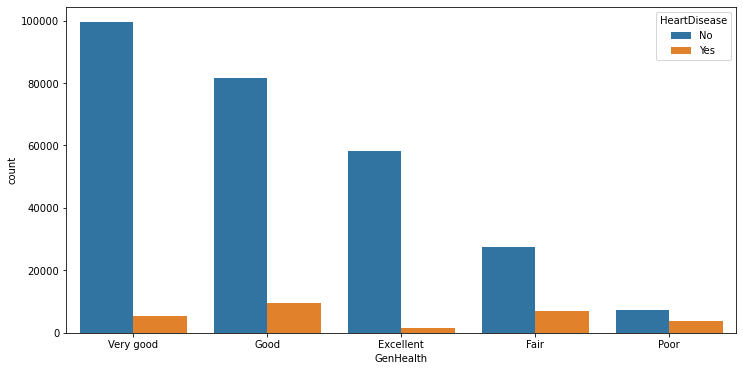 100000
80000
60000
40000
20000
0
count
HeartDisease
No
Yes
Very good Good Excellent Fair Poor
GenHealth